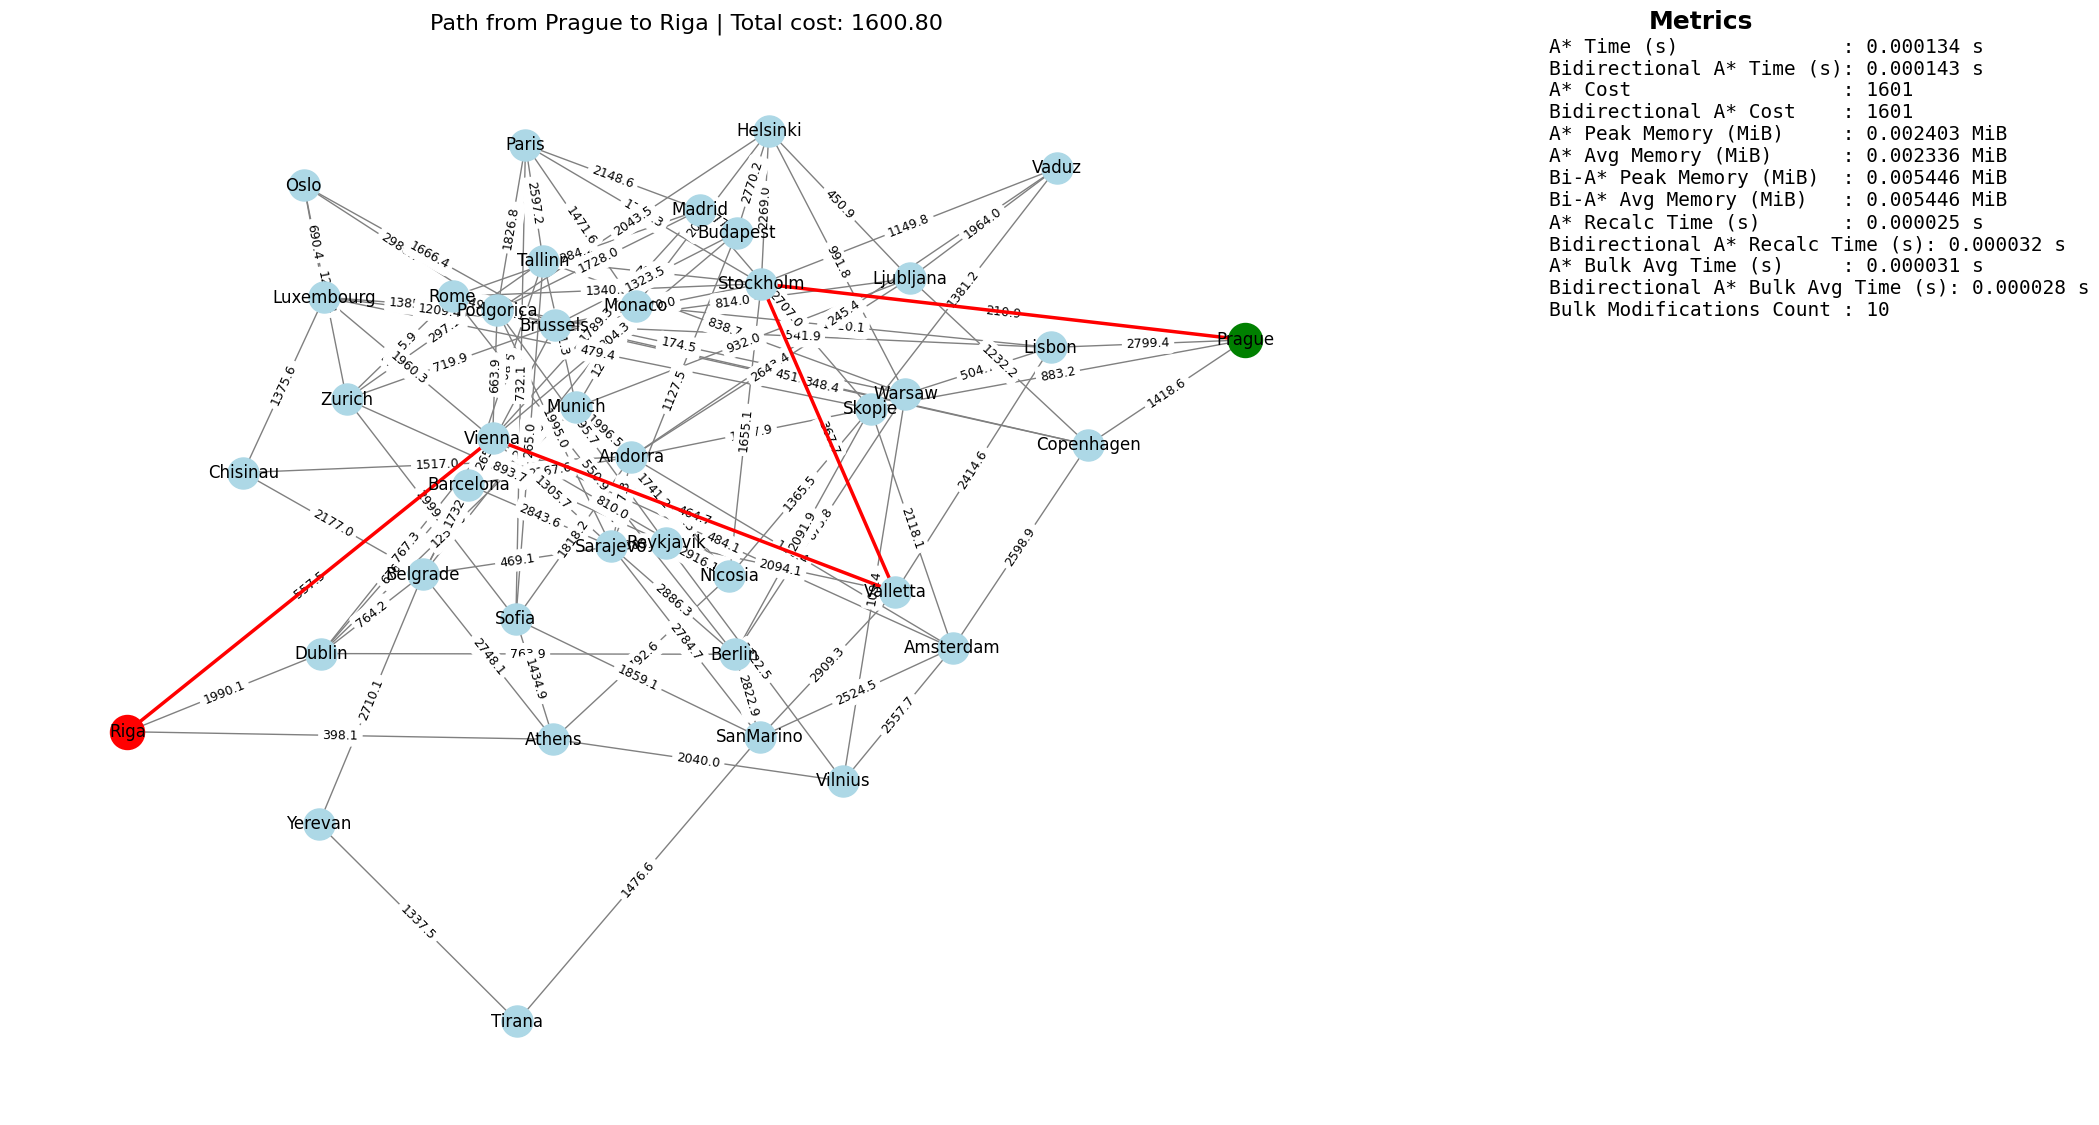 Path from Prague to Riga | Total cost: 1600.80
Metrics
A* Time (s) : 0.000134 s
Bidirectional A* Time (s): 0.000143 s
A* Cost : 1601
Bidirectional A* Cost : 1601
A* Peak Memory (MiB) : 0.002403 MiB
A* Avg Memory (MiB) : 0.002336 MiB
Bi-A* Peak Memory (MiB) : 0.005446 MiB
Bi-A* Avg Memory (MiB) : 0.005446 MiB
A* Recalc Time (s) : 0.000025 s
Bidirectional A* Recalc Time (s): 0.000032 s
A* Bulk Avg Time (s) : 0.000031 s
Bidirectional A* Bulk Avg Time (s): 0.000028 s
Bulk Modifications Count : 10
Helsinki
Paris
Vaduz
2148.6
2770.2
Oslo
2597.2
450.9
2269.0
Madrid
1471.6
2043.5
1826.8
1149.8
1964.0
Budapest
690.4
1666.4
1728.0
991.8
Tallinn
1323.5
Stockholm
Ljubljana
1381.2
Luxembourg
Rome
Podgorica
Monaco
814.0
2707.0
245.4
210.9
Brussels
838.7
541.9
Prague
Lisbon
2799.4
932.0
174.5
479.4
719.9
1960.3
1232.2
883.2
348.4
1375.6
663.9
732.1
1127.5
1418.6
Zurich
Munich
Warsaw
Skopje
1996.5
1655.1
367.7
Vienna
Copenhagen
Andorra
Chisinau
1517.0
893.7
2414.6
Barcelona
1305.7
1365.5
810.0
464.7
2843.6
2177.0
2118.1
2091.9
484.1
1818.2
767.3
Sarajevo
Reykjavik
2598.9
2916.1
469.1
2094.1
Belgrade
Nicosia
557.5
Valletta
2886.3
764.2
Sofia
2784.7
Dublin
2748.1
Berlin
Amsterdam
2909.3
1859.1
1434.9
1990.1
2822.9
2524.5
2710.1
2557.7
Riga
398.1
Athens
SanMarino
2040.0
Vilnius
Yerevan
1476.6
1337.5
Tirana